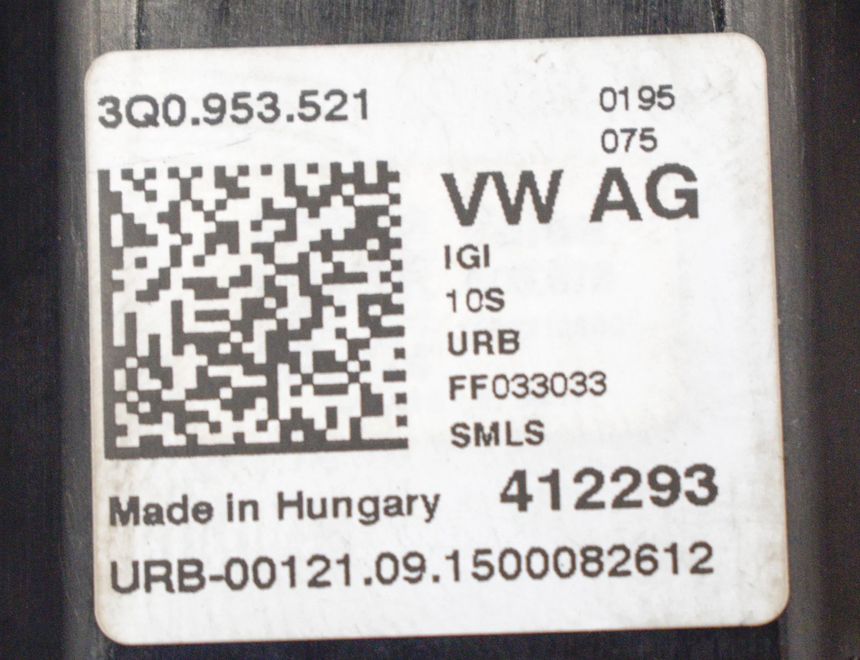 3Q0.953.521
0195
075
VW AG
IGI
10S
URB
FF033033
SMLS
Made in Hungary 412293
URB-00121.09.1500082612